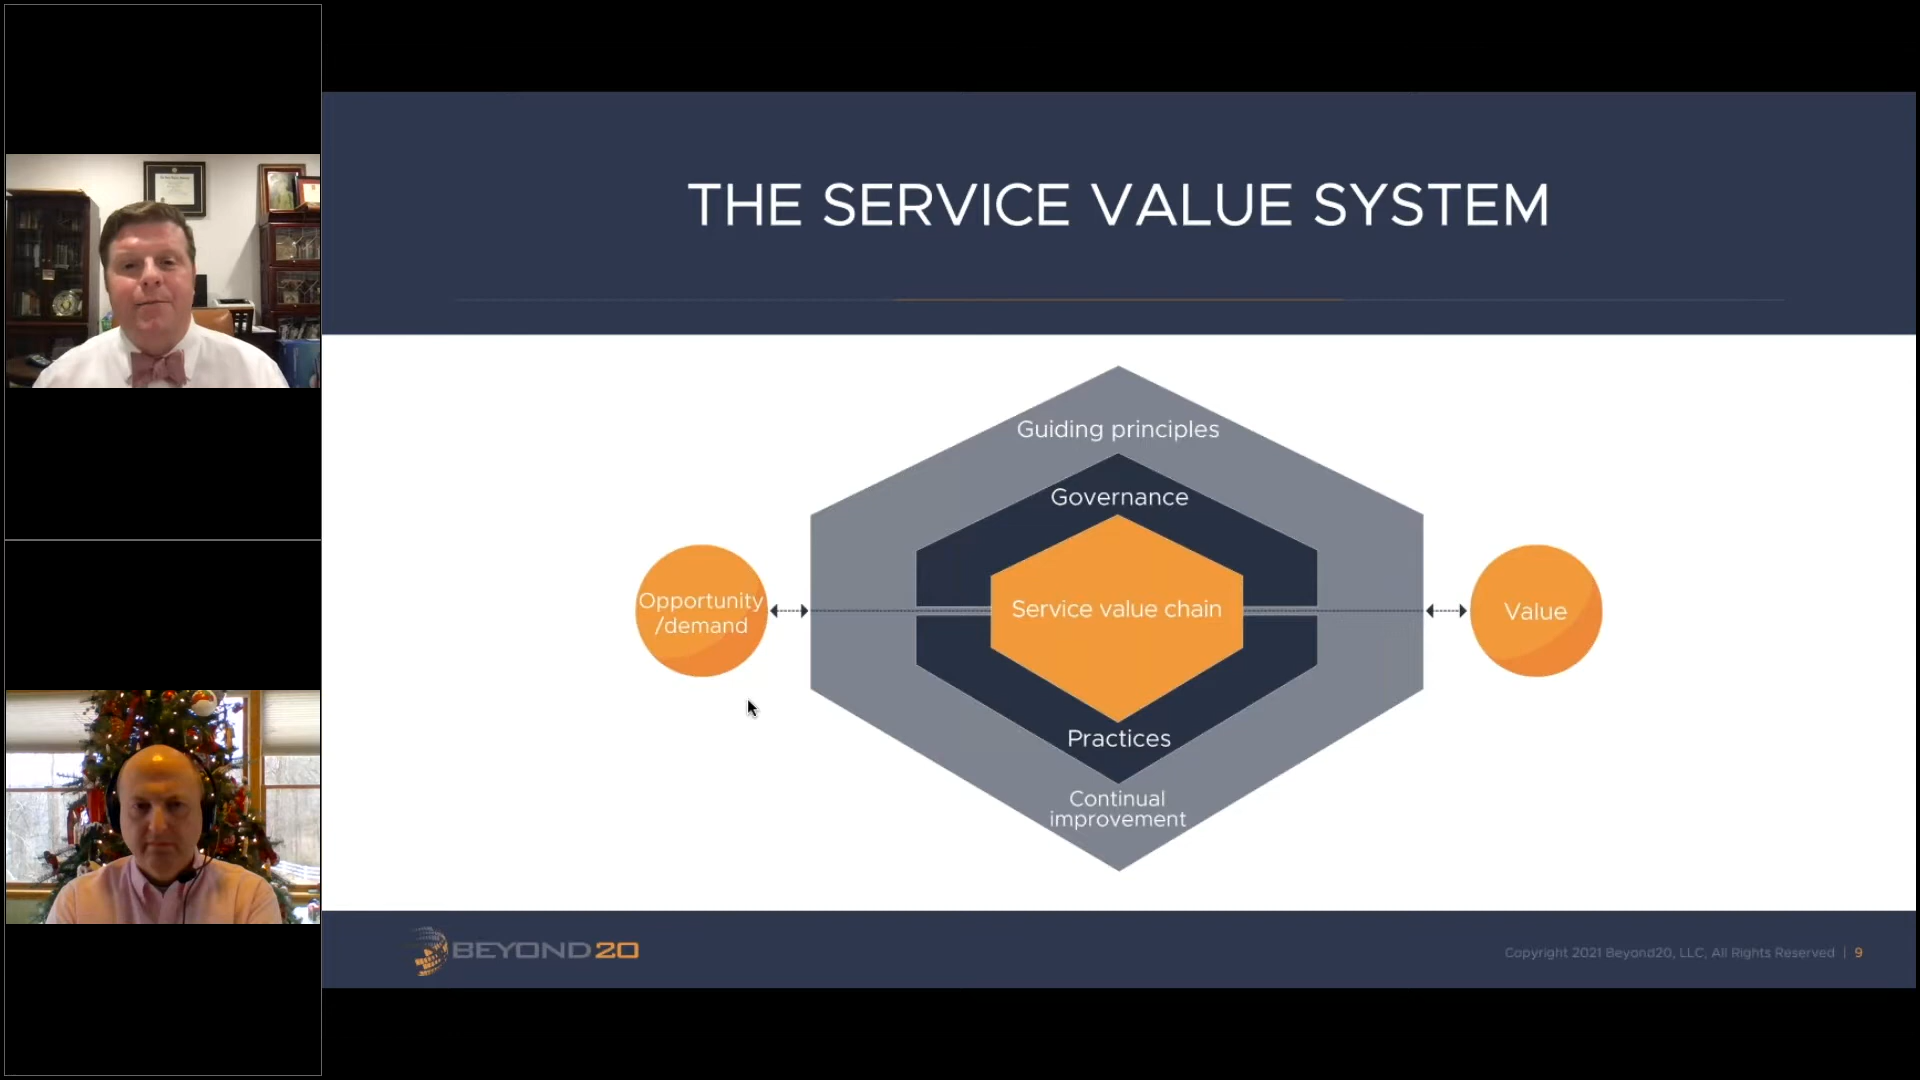 THE SERVICE VALUE SYSTEM
Guiding principles
Governance
Opportunity
/demand
Service value chain
Value
Practices
Continual
improvement
BEYOND20
Copyright 2021 Beyond20, LLC, All Rights Reserved | 9